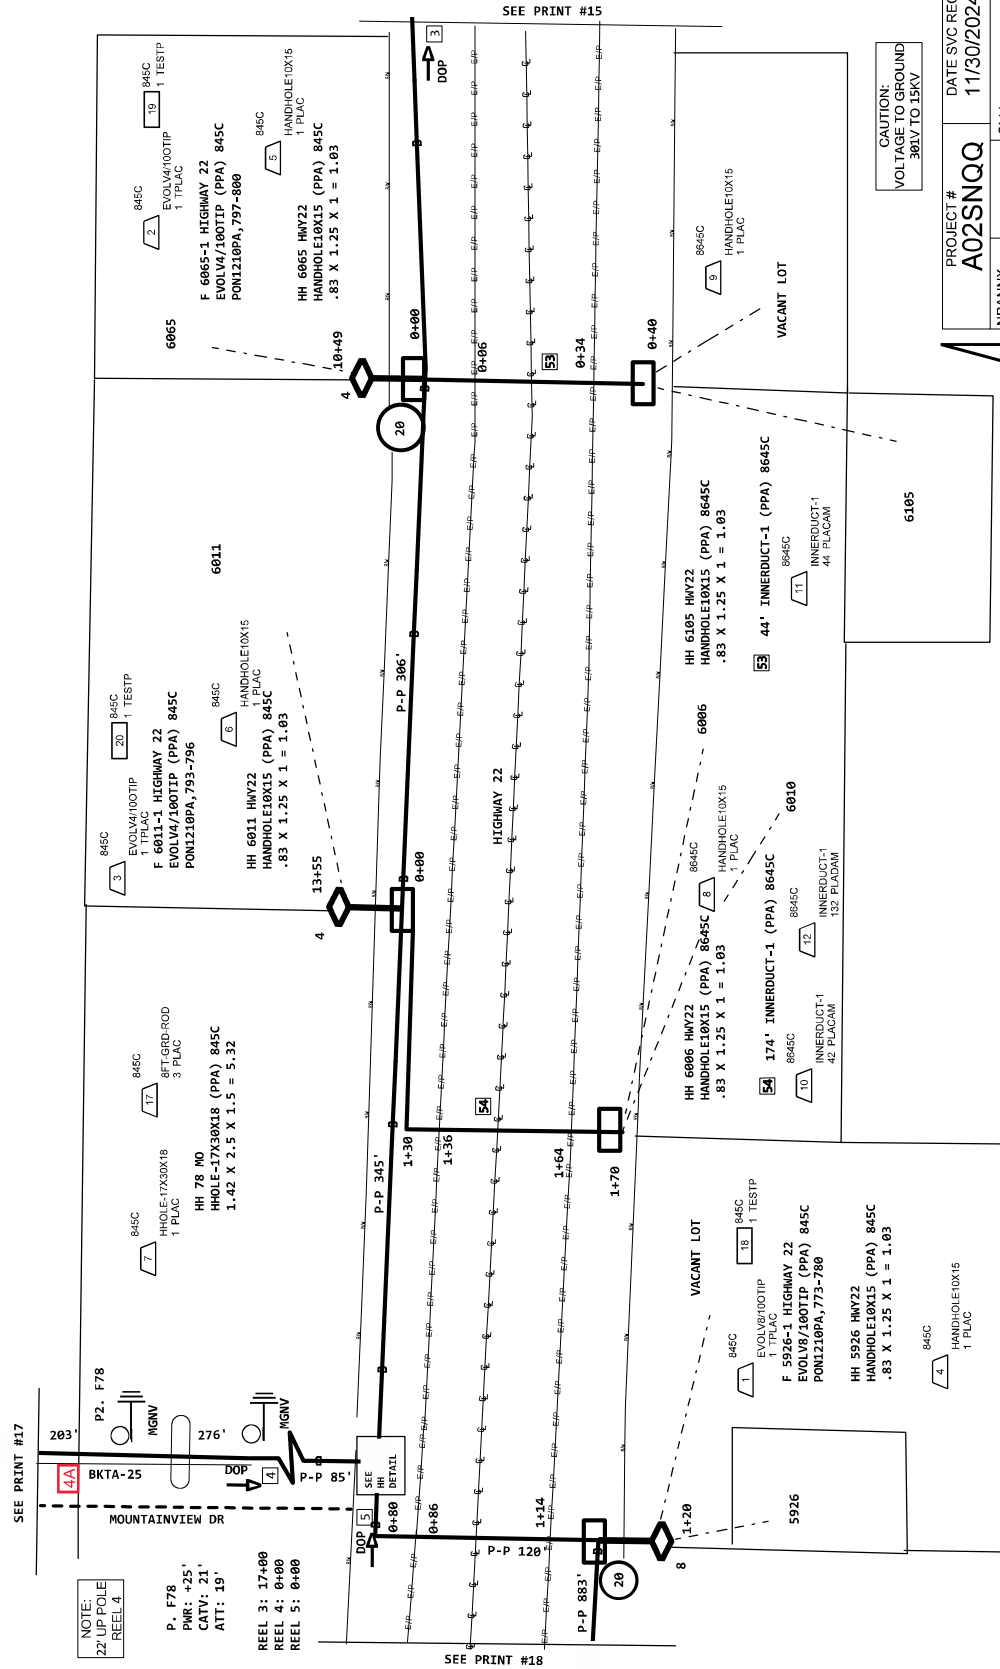 SEE PRINT #15
3
DOP
845C
19
1 TESTP
845C
2
EVOLV4/10OTIP
1 TPLAC
F 6065-1 HIGHWAY 22
EVOLV4/10OTIP (PPA) 845C
PON1210PA,797-800
845C
5
HANDHOLE10X15
1 PLAC
HH 6065 HWY22
HANDHOLE10X15 (PPA) 845C
.83 X 1.25 X 1 = 1.03
6065
10+49
4
0+00
20
0+06
53
0+34
0+40
8645C
9
HANDHOLE10X15
1 PLAC
VACANT LOT
CAUTION:
VOLTAGE TO GROUND
301V TO 15KV
PROJECT #
A02SNQQ
DATE SVC REQ
11/30/2024
6011
845C
20
1 TESTP
845C
3
EVOLV4/10OTIP
1 TPLAC
F 6011-1 HIGHWAY 22
EVOLV4/10OTIP (PPA) 845C
PON1210PA,793-796
845C
6
HANDHOLE10X15
1 PLAC
HH 6011 HWY22
HANDHOLE10X15 (PPA) 845C
.83 X 1.25 X 1 = 1.03
13+55
4
0+00
P-P 306'
HIGHWAY 22
HH 6105 HWY22
HANDHOLE10X15 (PPA) 8645C
.83 X 1.25 X 1 = 1.03
53
44' INNERDUCT-1 (PPA) 8645C
8645C
11
INNERDUCT-1
44 PLACAM
6105
6006
6010
8645C
8
HANDHOLE10X15
1 PLAC
HH 6006 HWY22
HANDHOLE10X15 (PPA) 8645C
.83 X 1.25 X 1 = 1.03
54
174' INNERDUCT-1 (PPA) 8645C
8645C
10
INNERDUCT-1
42 PLACAM
8645C
12
INNERDUCT-1
132 PLADAM
845C
17
8FT-GRD-ROD
3 PLAC
845C
7
HHOLE-17X30X18
1 PLAC
HH 78 MO
HHOLE-17X30X18 (PPA) 845C
1.42 X 2.5 X 1.5 = 5.32
P-P 345'
1+30
1+36
54
1+64
1+70
VACANT LOT
845C
18
1 TESTP
845C
1
EVOLV8/10OTIP
1 TPLAC
F 5926-1 HIGHWAY 22
EVOLV8/10OTIP (PPA) 845C
PON1210PA,773-780
HH 5926 HWY22
HANDHOLE10X15 (PPA) 845C
.83 X 1.25 X 1 = 1.03
845C
4
HANDHOLE10X15
1 PLAC
SEE PRINT #17
203'
P2. F78
MGNV
276'
MGNV
4A
BKTA-25
DOP
4
P-P 85'
MOUNTAINVIEW DR
SEE
HH
DETAIL
DOP
5
0+80
0+86
1+14
P-P 120'
1+20
8
5926
P-P 883'
20
NOTE:
22' UP POLE
REEL 4
P. F78
PWR: +25'
CATV: 21'
ATT: 19'
REEL 3: 17+00
REEL 4: 0+00
REEL 5: 0+00
SEE PRINT #18